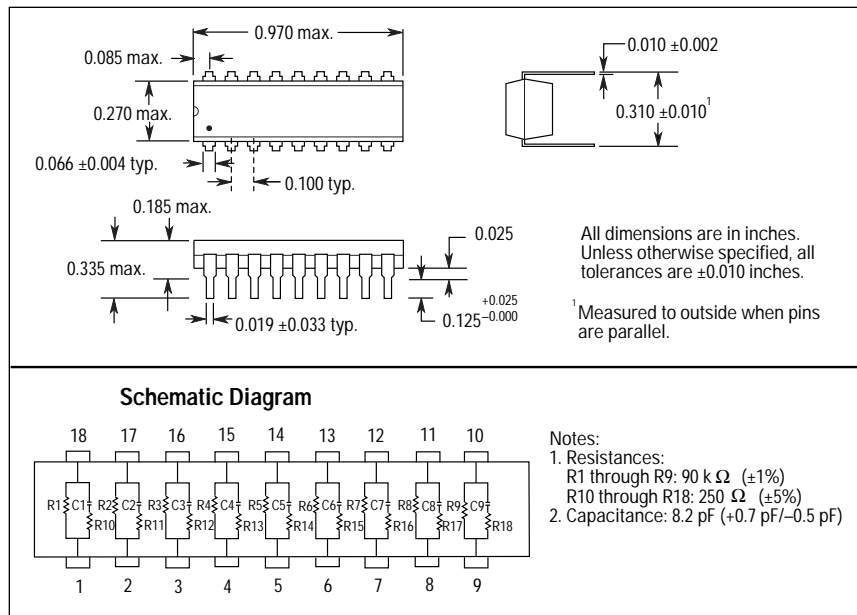 0.970 max.
0.085 max.
0.010 ±0.002
0.270 max.
0.310 ±0.010¹
0.066 ±0.004 typ.
0.100 typ.
0.185 max.
0.025
0.335 max.
+0.025
0.125 −0.000
0.019 ±0.033 typ.
All dimensions are in inches.
Unless otherwise specified, all
tolerances are ±0.010 inches.
¹ Measured to outside when pins
are parallel.
Schematic Diagram
18 17 16 15 14 13 12 11 10
R1 C1 R2 C2 R3 C3 R4 C4 R5 C5 R6 C6 R7 C7 R8 C8 R9 C9
R10 R11 R12 R13 R14 R15 R16 R17 R18
1 2 3 4 5 6 7 8 9
Notes:
1. Resistances:
R1 through R9: 90 k Ω (±1%)
R10 through R18: 250 Ω (±5%)
2. Capacitance: 8.2 pF (+0.7 pF/−0.5 pF)